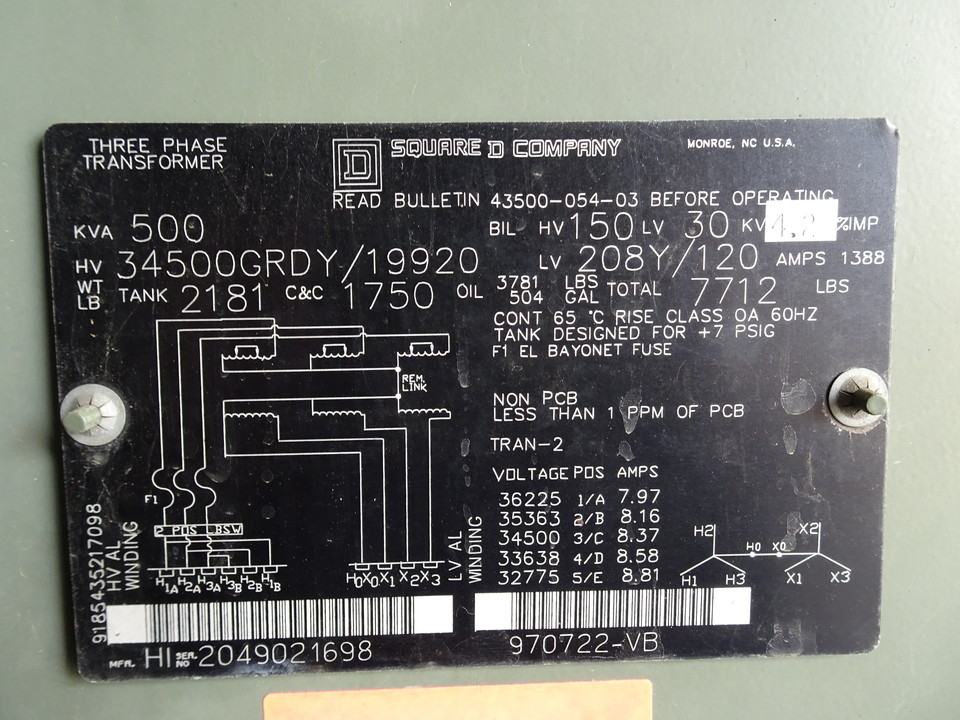 THREE PHASE
TRANSFORMER
D
SQUARE D COMPANY
MONROE, NC U.S.A.
READ BULLETIN 43500-054-03 BEFORE OPERATING
KVA 500
BIL HV 150 LV 30 KV 4.2 %IMP
HV 34500GRDY/19920
LV 208Y/120 AMPS 1388
WT
LB
TANK 2181 C&C 1750 OIL 3781 LBS
504 GAL
TOTAL 7712 LBS
CONT 65 °C RISE CLASS OA 60HZ
TANK DESIGNED FOR +7 PSIG
F1 EL BAYONET FUSE
REM.
LINK
NON PCB
LESS THAN 1 PPM OF PCB
TRAN-2
VOLTAGE POS AMPS
36225 1/A 7.97
35363 2/B 8.16
34500 3/C 8.37
33638 4/D 8.58
32775 5/E 8.81
F1
2 POS LBSW
H1A H2A H3A H3B H2B H1B
H0X0 X1 X2 X3
HV AL
WINDING
LV AL
WINDING
H2
H0
X0
X2
H1
H3
X1
X3
9185435217098
MFR. HI SER. NO 2049021698
970722-VB